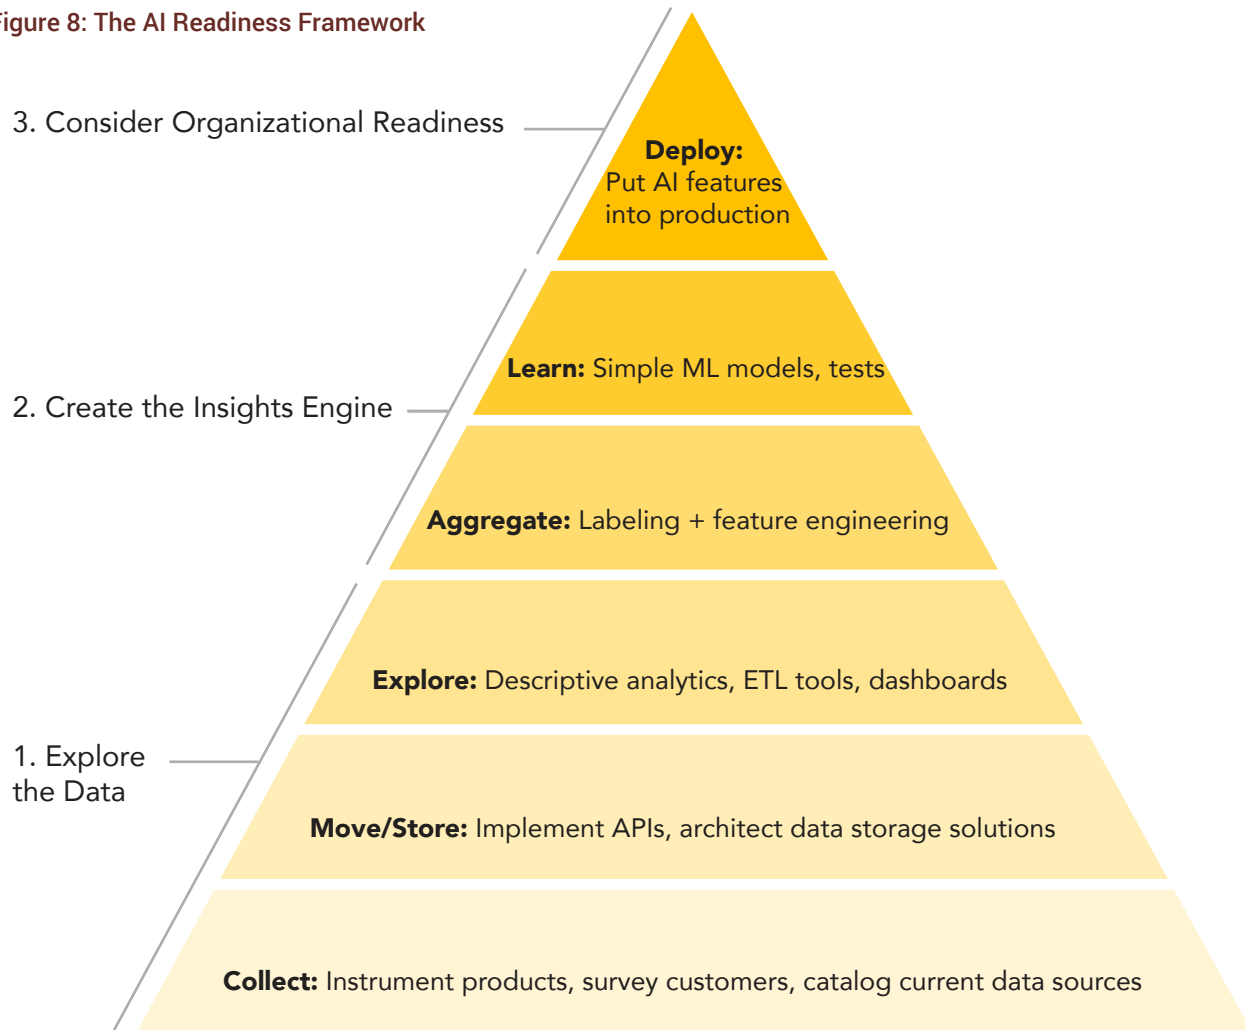 Figure 8: The AI Readiness Framework
3. Consider Organizational Readiness
Deploy:
Put AI features
into production
Learn: Simple ML models, tests
2. Create the Insights Engine
Aggregate: Labeling + feature engineering
Explore: Descriptive analytics, ETL tools, dashboards
1. Explore
the Data
Move/Store: Implement APIs, architect data storage solutions
Collect: Instrument products, survey customers, catalog current data sources